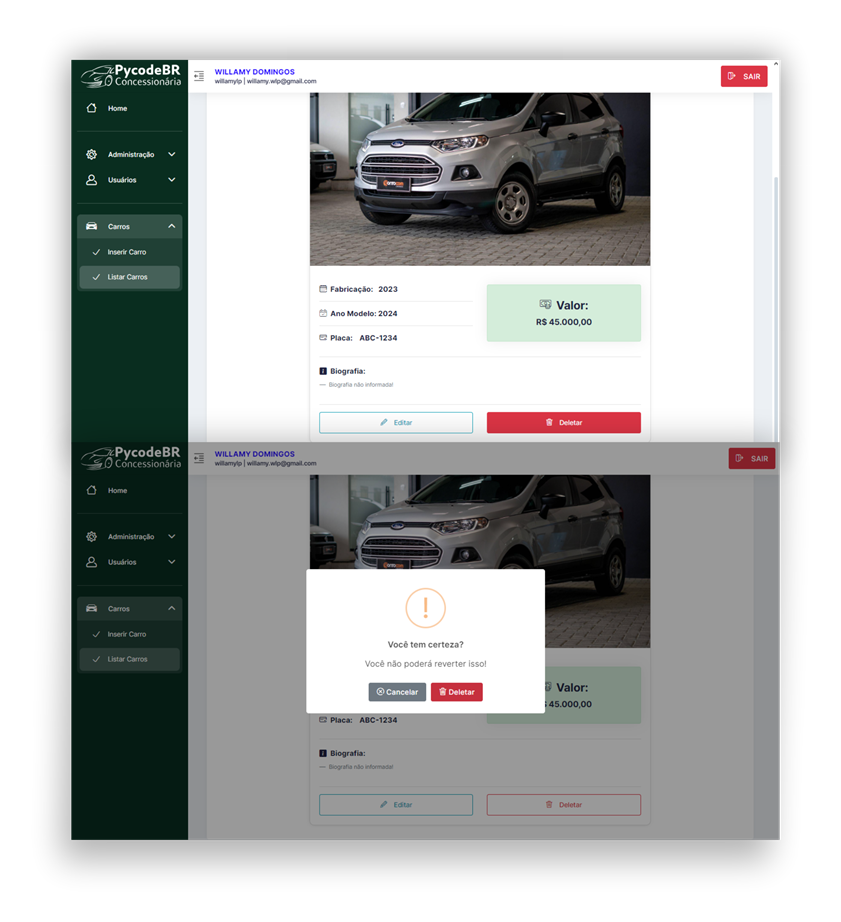 PycodeBR
Concessionária
WILLAMY DOMINGOS
willamylp | willamy.wlp@gmail.com
SAIR
Home
Administração
Usuários
Carros
Inserir Carro
Listar Carros
Fabricação: 2023
Ano Modelo: 2024
Placa: ABC-1234
Valor:
R$ 45.000,00
Biografia:
— Biografia não informada!
Editar
Deletar
PycodeBR
Concessionária
WILLAMY DOMINGOS
willamylp | willamy.wlp@gmail.com
SAIR
Home
Administração
Usuários
Carros
Inserir Carro
Listar Carros
Você tem certeza?
Você não poderá reverter isso!
Cancelar
Deletar
Valor:
45.000,00
Placa: ABC-1234
Biografia:
— Biografia não informada!
Editar
Deletar